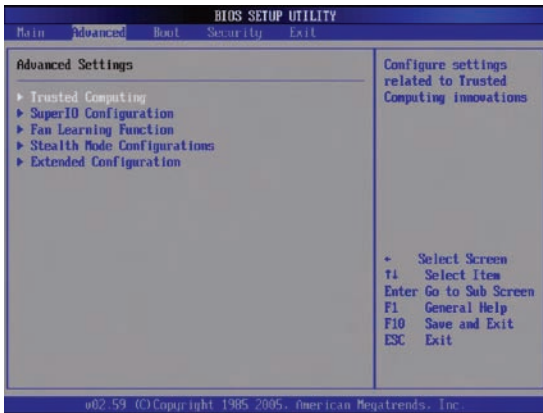 BIOS SETUP UTILITY
Main Advanced Boot Security Exit
Advanced Settings
▶ Trusted Computing
▶ SuperIO Configuration
▶ Fan Learning Function
▶ Stealth Mode Configurations
▶ Extended Configuration
Configure settings
related to Trusted
Computing innovations
← Select Screen
↑↓ Select Item
Enter Go to Sub Screen
F1 General Help
F10 Save and Exit
ESC Exit
v02.59 (C)Copyright 1985-2005, American Megatrends, Inc.